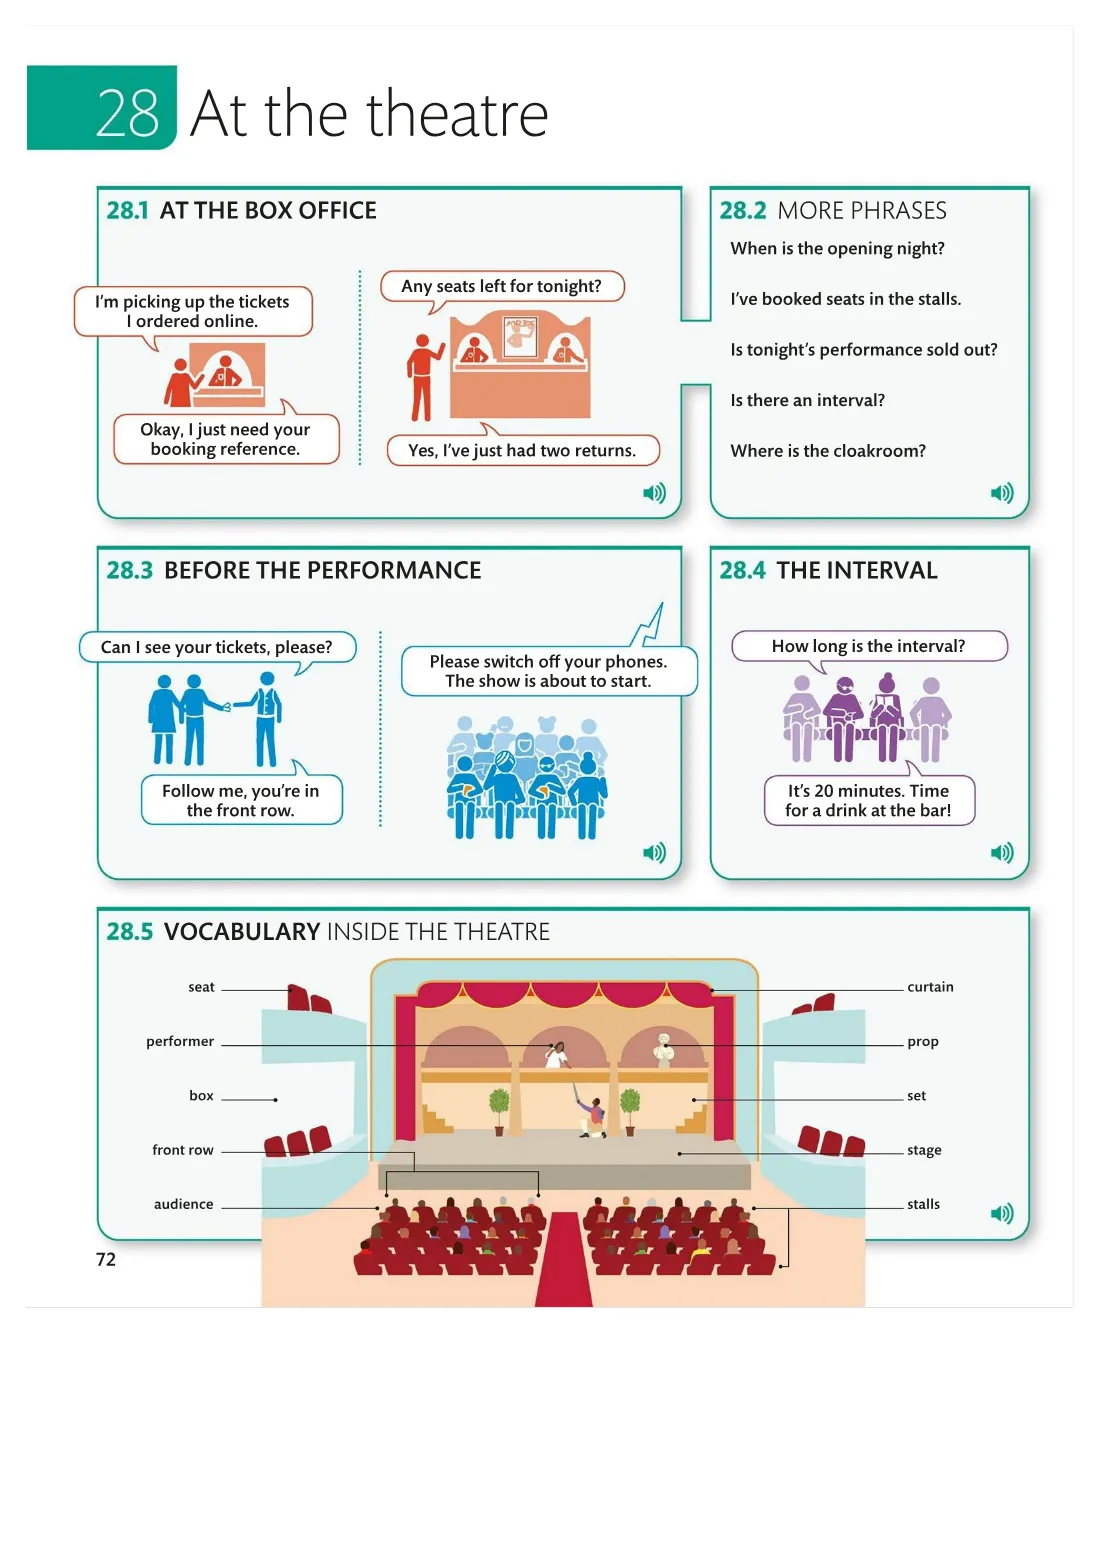 28 At the theatre
28.1 AT THE BOX OFFICE
I'm picking up the tickets
I ordered online.
Okay, I just need your
booking reference.
Any seats left for tonight?
Yes, I've just had two returns.
28.2 MORE PHRASES
When is the opening night?
I've booked seats in the stalls.
Is tonight's performance sold out?
Is there an interval?
Where is the cloakroom?
28.3 BEFORE THE PERFORMANCE
Can I see your tickets, please?
Follow me, you're in
the front row.
Please switch off your phones.
The show is about to start.
28.4 THE INTERVAL
How long is the interval?
It's 20 minutes. Time
for a drink at the bar!
28.5 VOCABULARY INSIDE THE THEATRE
seat
performer
box
front row
audience
curtain
prop
set
stage
stalls
72